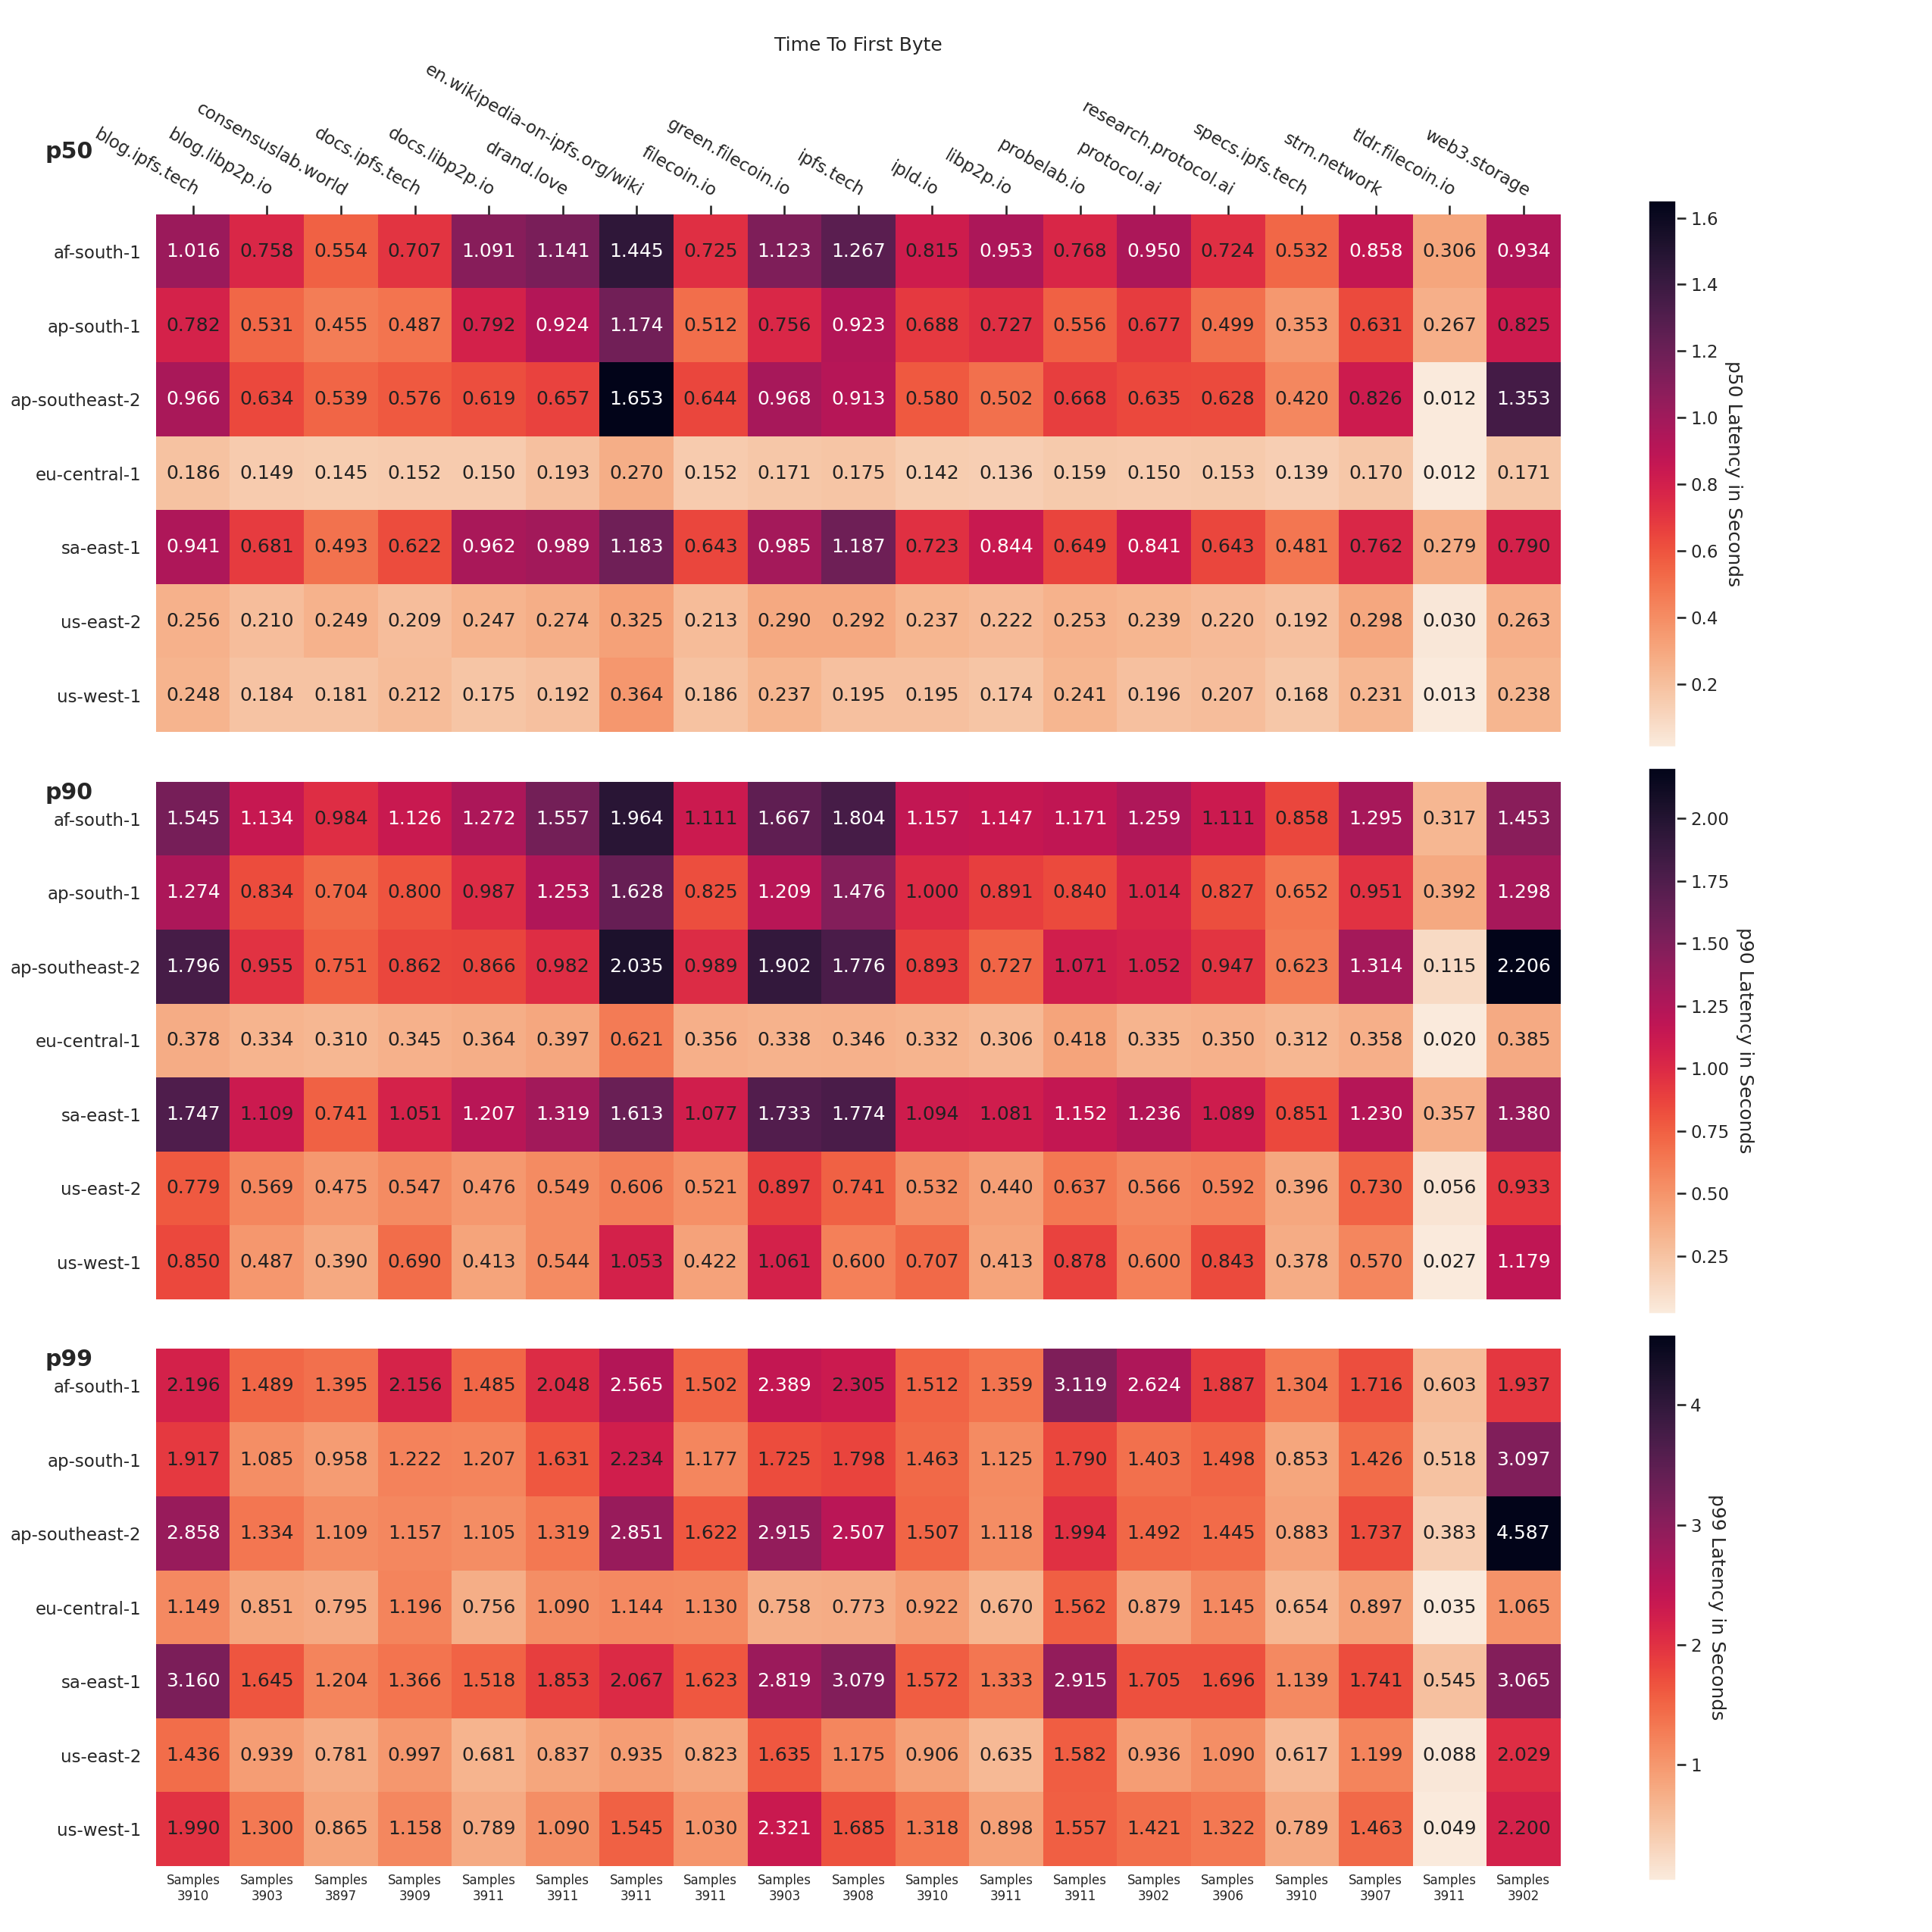 Time To First Byte
p50
blog.ipfs.tech
blog.libp2p.io
consensuslab.world
docs.ipfs.tech
docs.libp2p.io
drand.love
en.wikipedia-on-ipfs.org/wiki
filecoin.io
green.filecoin.io
ipfs.tech
ipld.io
libp2p.io
probelab.io
protocol.ai
research.protocol.ai
specs.ipfs.tech
strn.network
tldr.filecoin.io
web3.storage
af-south-1 1.016 0.758 0.554 0.707 1.091 1.141 1.445 0.725 1.123 1.267 0.815 0.953 0.768 0.950 0.724 0.532 0.858 0.306 0.934
ap-south-1 0.782 0.531 0.455 0.487 0.792 0.924 1.174 0.512 0.756 0.923 0.688 0.727 0.556 0.677 0.499 0.353 0.631 0.267 0.825
ap-southeast-2 0.966 0.634 0.539 0.576 0.619 0.657 1.653 0.644 0.968 0.913 0.580 0.502 0.668 0.635 0.628 0.420 0.826 0.012 1.353
eu-central-1 0.186 0.149 0.145 0.152 0.150 0.193 0.270 0.152 0.171 0.175 0.142 0.136 0.159 0.150 0.153 0.139 0.170 0.012 0.171
sa-east-1 0.941 0.681 0.493 0.622 0.962 0.989 1.183 0.643 0.985 1.187 0.723 0.844 0.649 0.841 0.643 0.481 0.762 0.279 0.790
us-east-2 0.256 0.210 0.249 0.209 0.247 0.274 0.325 0.213 0.290 0.292 0.237 0.222 0.253 0.239 0.220 0.192 0.298 0.030 0.263
us-west-1 0.248 0.184 0.181 0.212 0.175 0.192 0.364 0.186 0.237 0.195 0.195 0.174 0.241 0.196 0.207 0.168 0.231 0.013 0.238
1.6
1.4
1.2
1.0
0.8
0.6
0.4
0.2
p50 Latency in Seconds
p90
af-south-1 1.545 1.134 0.984 1.126 1.272 1.557 1.964 1.111 1.667 1.804 1.157 1.147 1.171 1.259 1.111 0.858 1.295 0.317 1.453
ap-south-1 1.274 0.834 0.704 0.800 0.987 1.253 1.628 0.825 1.209 1.476 1.000 0.891 0.840 1.014 0.827 0.652 0.951 0.392 1.298
ap-southeast-2 1.796 0.955 0.751 0.862 0.866 0.982 2.035 0.989 1.902 1.776 0.893 0.727 1.071 1.052 0.947 0.623 1.314 0.115 2.206
eu-central-1 0.378 0.334 0.310 0.345 0.364 0.397 0.621 0.356 0.338 0.346 0.332 0.306 0.418 0.335 0.350 0.312 0.358 0.020 0.385
sa-east-1 1.747 1.109 0.741 1.051 1.207 1.319 1.613 1.077 1.733 1.774 1.094 1.081 1.152 1.236 1.089 0.851 1.230 0.357 1.380
us-east-2 0.779 0.569 0.475 0.547 0.476 0.549 0.606 0.521 0.897 0.741 0.532 0.440 0.637 0.566 0.592 0.396 0.730 0.056 0.933
us-west-1 0.850 0.487 0.390 0.690 0.413 0.544 1.053 0.422 1.061 0.600 0.707 0.413 0.878 0.600 0.843 0.378 0.570 0.027 1.179
2.00
1.75
1.50
1.25
1.00
0.75
0.50
0.25
p90 Latency in Seconds
p99
af-south-1 2.196 1.489 1.395 2.156 1.485 2.048 2.565 1.502 2.389 2.305 1.512 1.359 3.119 2.624 1.887 1.304 1.716 0.603 1.937
ap-south-1 1.917 1.085 0.958 1.222 1.207 1.631 2.234 1.177 1.725 1.798 1.463 1.125 1.790 1.403 1.498 0.853 1.426 0.518 3.097
ap-southeast-2 2.858 1.334 1.109 1.157 1.105 1.319 2.851 1.622 2.915 2.507 1.507 1.118 1.994 1.492 1.445 0.883 1.737 0.383 4.587
eu-central-1 1.149 0.851 0.795 1.196 0.756 1.090 1.144 1.130 0.758 0.773 0.922 0.670 1.562 0.879 1.145 0.654 0.897 0.035 1.065
sa-east-1 3.160 1.645 1.204 1.366 1.518 1.853 2.067 1.623 2.819 3.079 1.572 1.333 2.915 1.705 1.696 1.139 1.741 0.545 3.065
us-east-2 1.436 0.939 0.781 0.997 0.681 0.837 0.935 0.823 1.635 1.175 0.906 0.635 1.582 0.936 1.090 0.617 1.199 0.088 2.029
us-west-1 1.990 1.300 0.865 1.158 0.789 1.090 1.545 1.030 2.321 1.685 1.318 0.898 1.557 1.421 1.322 0.789 1.463 0.049 2.200
4
3
2
1
p99 Latency in Seconds
Samples Samples Samples Samples Samples Samples Samples Samples Samples Samples Samples Samples Samples Samples Samples Samples Samples Samples Samples
3910 3903 3897 3909 3911 3911 3911 3911 3903 3908 3910 3911 3911 3902 3906 3910 3907 3911 3902